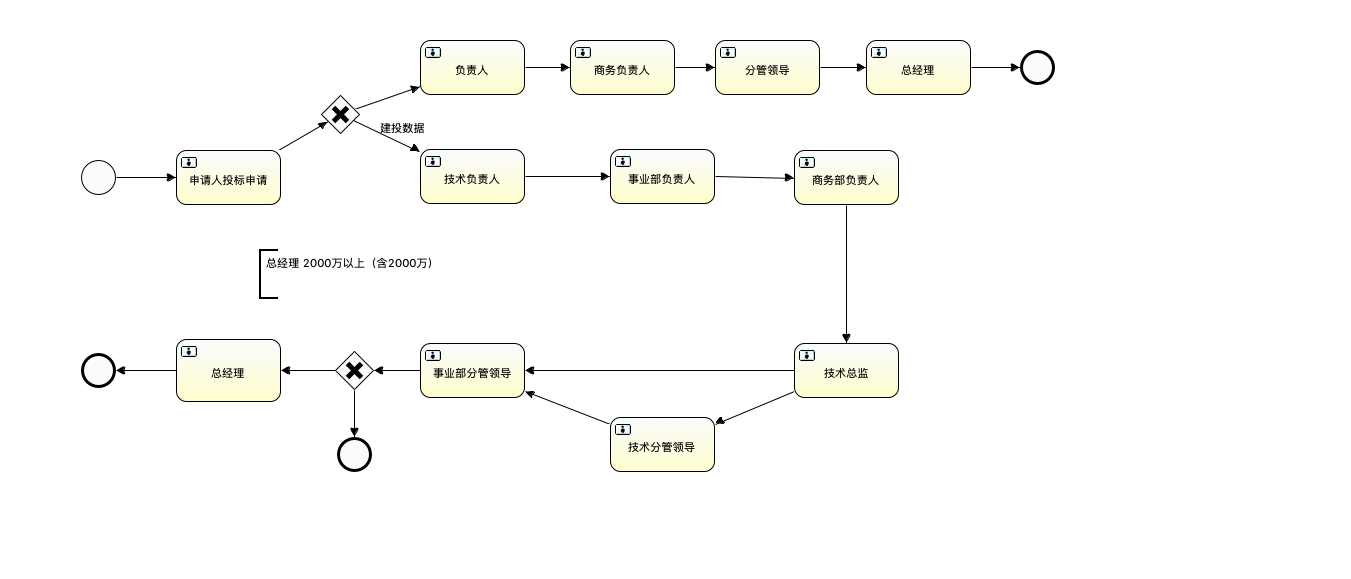 负责人
商务负责人
分管领导
总经理
建投数据
申请人投标申请
技术负责人
事业部负责人
商务部负责人
总经理 2000万以上（含2000万）
总经理
事业部分管领导
技术总监
技术分管领导